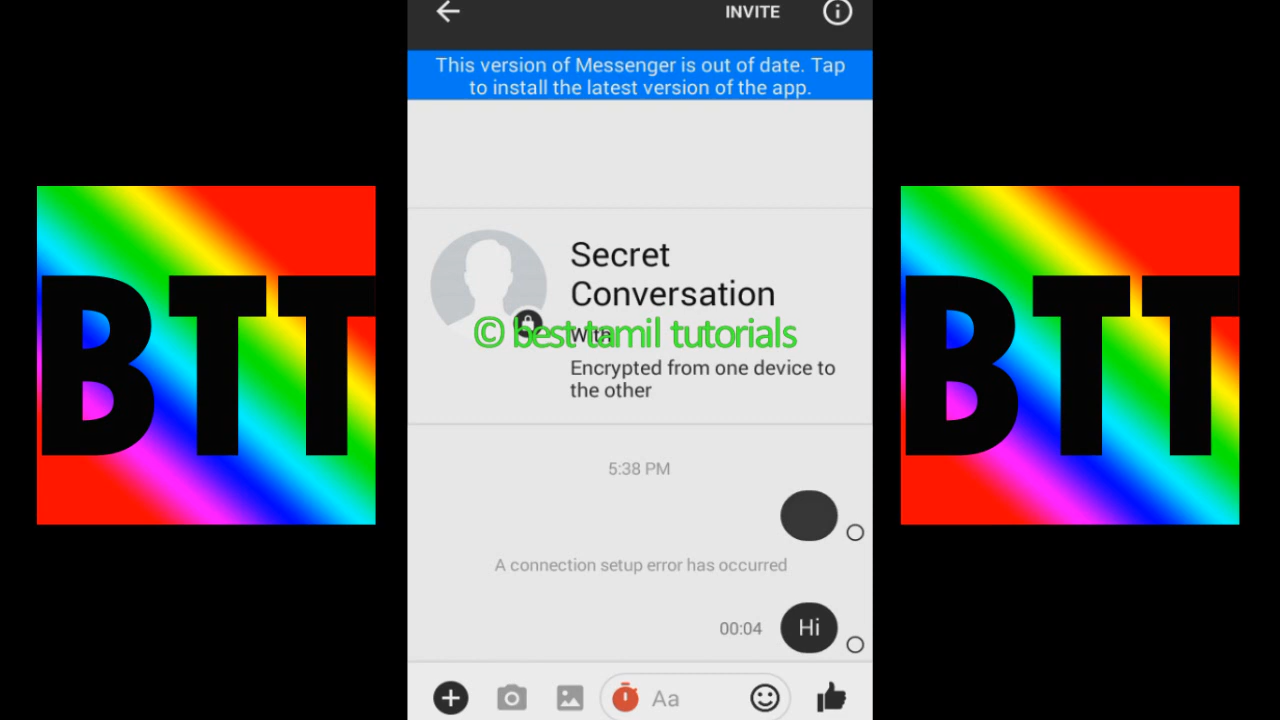 INVITE
This version of Messenger is out of date. Tap
to install the latest version of the app.
BTT
BTT
Secret
Conversation
With
© best tamil tutorials
Encrypted from one device to
the other
5:38 PM
A connection setup error has occurred
00:04
Hi
Aa